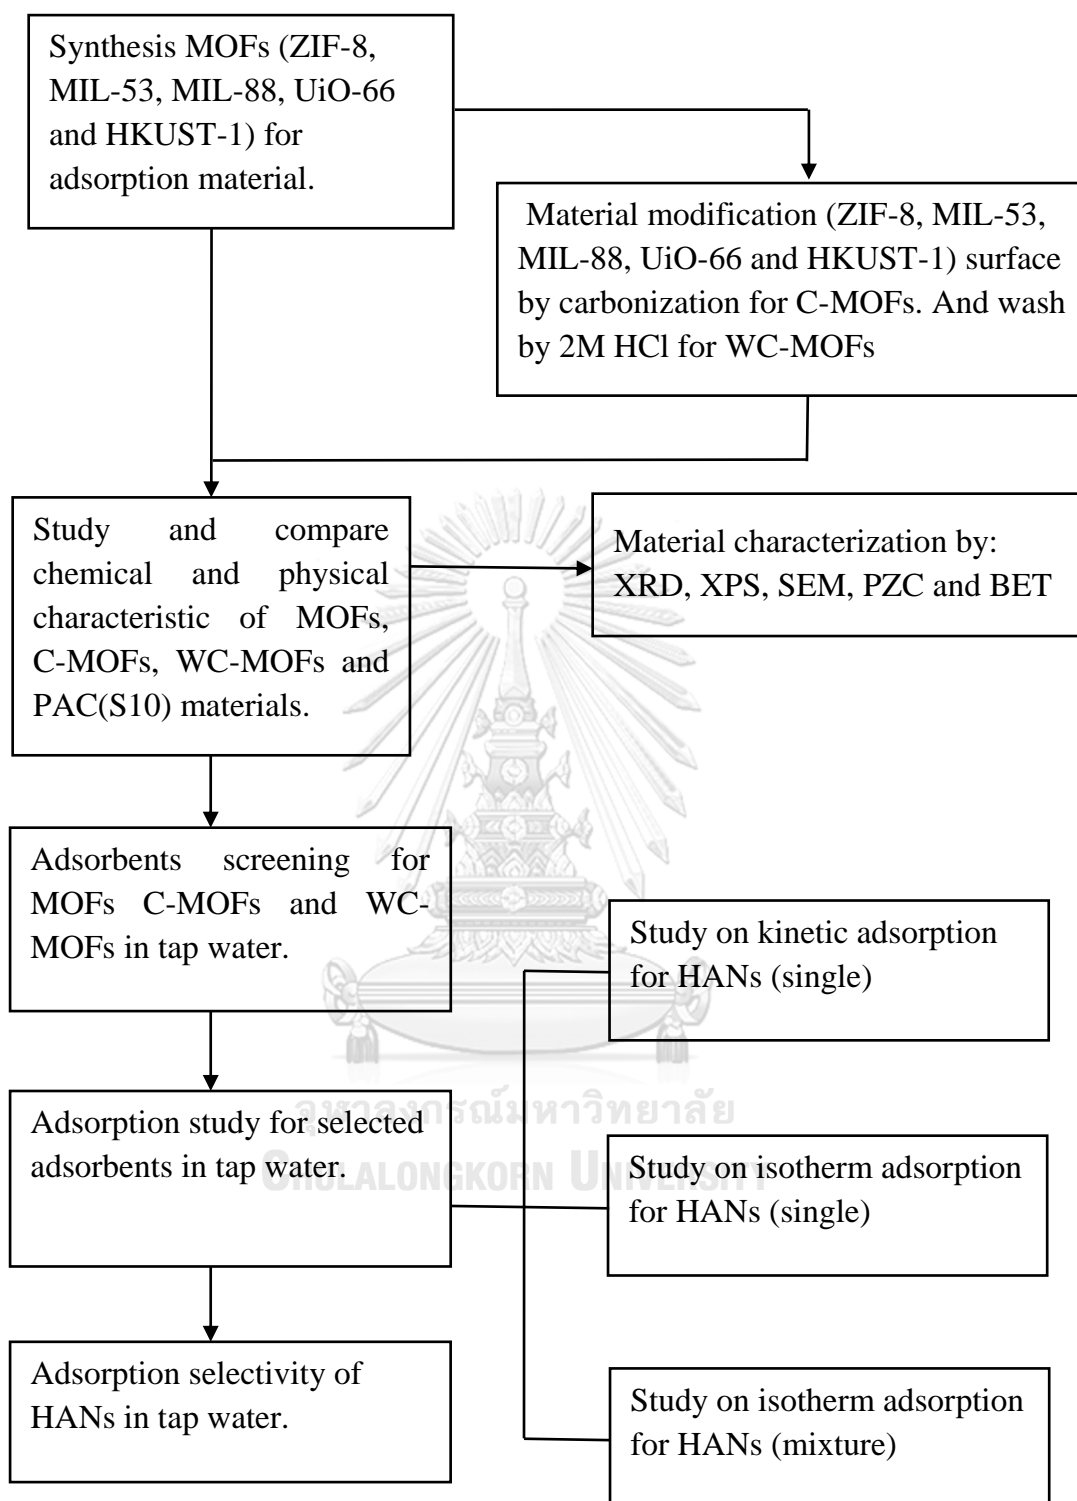 Synthesis MOFs (ZIF-8,
MIL-53, MIL-88, UiO-66
and HKUST-1) for
adsorption material.
Material modification (ZIF-8, MIL-53,
MIL-88, UiO-66 and HKUST-1) surface
by carbonization for C-MOFs. And wash
by 2M HCl for WC-MOFs
Study and compare
chemical and physical
characteristic of MOFs,
C-MOFs, WC-MOFs and
PAC(S10) materials.
Material characterization by:
XRD, XPS, SEM, PZC and BET
Adsorbents screening for
MOFs C-MOFs and WC-
MOFs in tap water.
Study on kinetic adsorption
for HANs (single)
Adsorption study for selected
adsorbents in tap water.
Study on isotherm adsorption
for HANs (single)
Adsorption selectivity of
HANs in tap water.
Study on isotherm adsorption
for HANs (mixture)
จุฬาลงกรณ์มหาวิทยาลัย
CHULALONGKORN UNIVERSITY